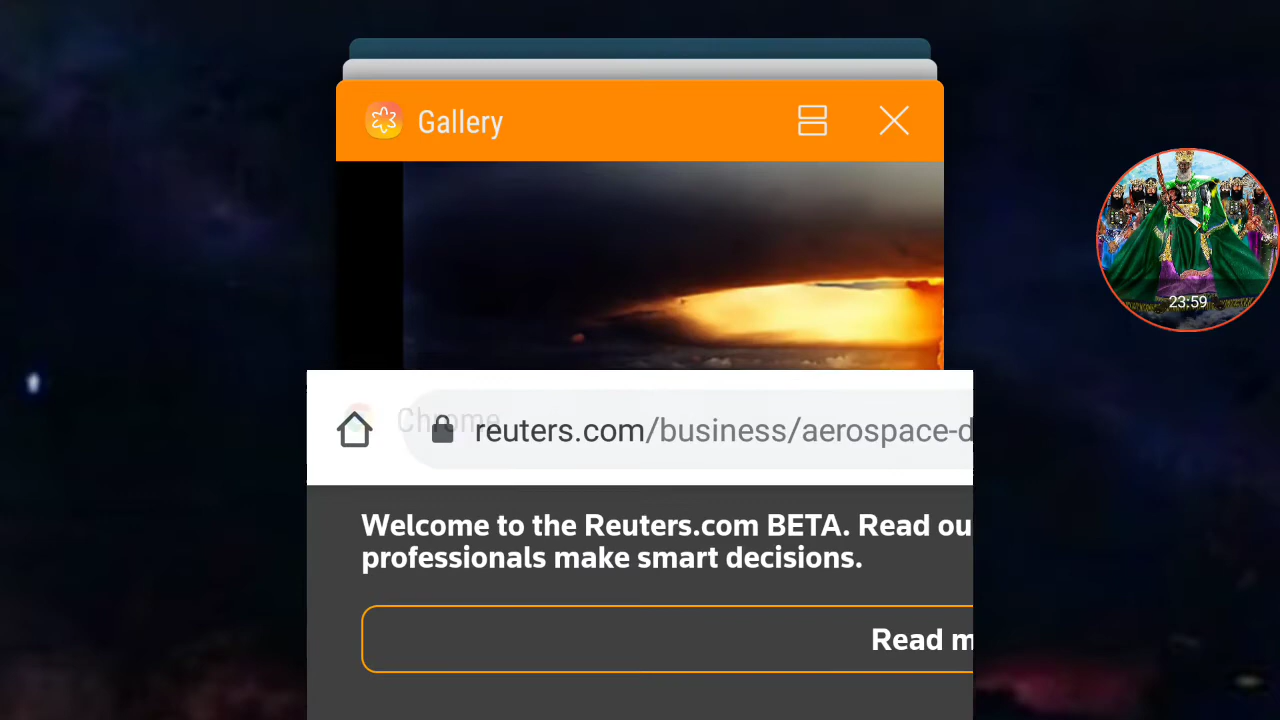 Gallery
23:59
Chrome
reuters.com/business/aerospace-d
Welcome to the Reuters.com BETA. Read ou
professionals make smart decisions.
Read m